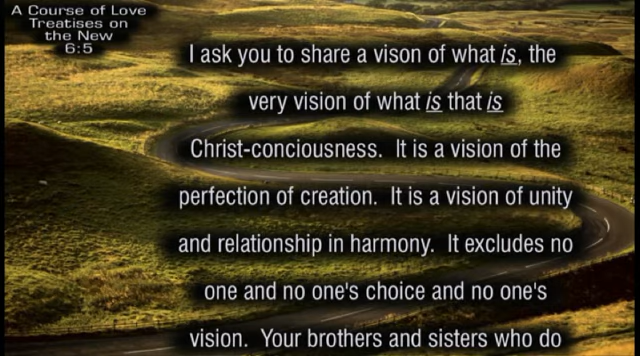 A Course of Love
Treatises on
the New
6:5
I ask you to share a vison of what is, the
very vision of what is that is
Christ-conciousness.  It is a vision of the
perfection of creation.  It is a vision of unity
and relationship in harmony.  It excludes no
one and no one's choice and no one's
vision.  Your brothers and sisters who do